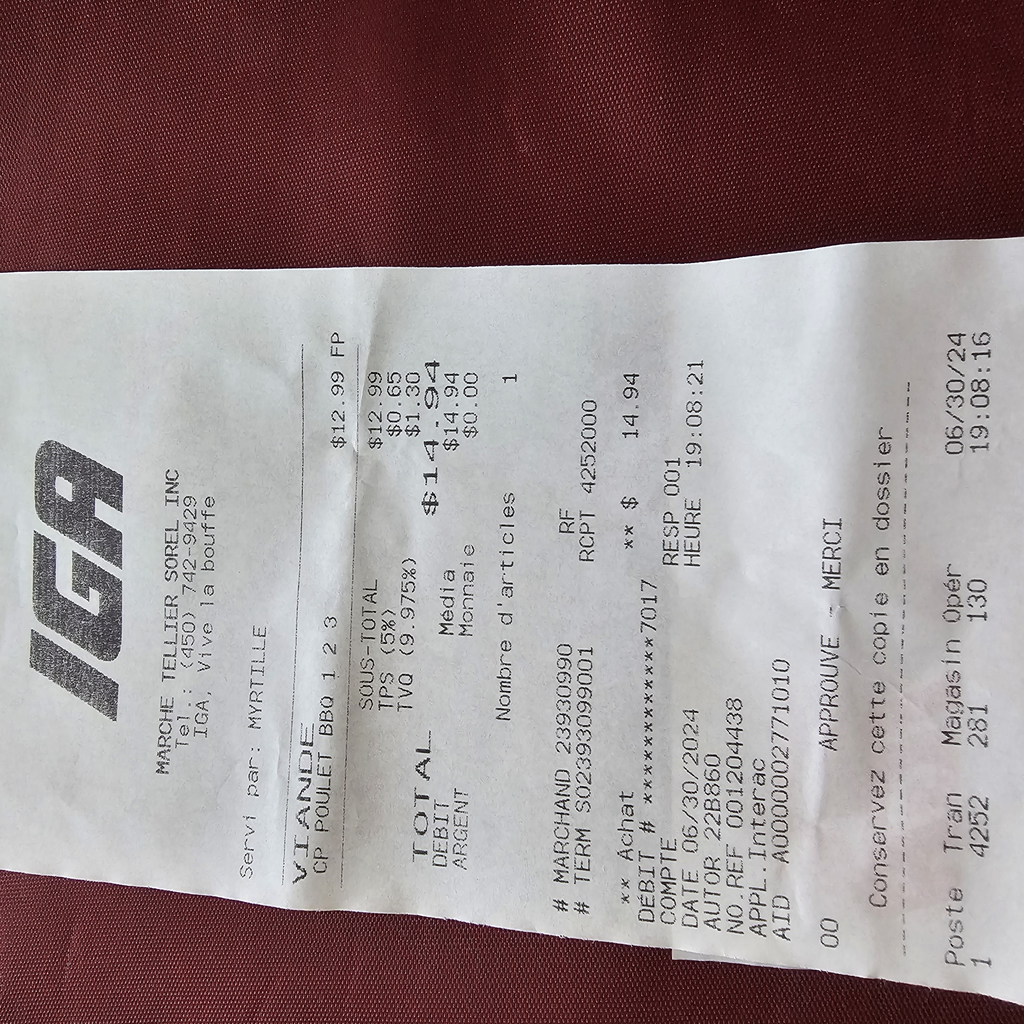 IGA
MARCHE TELLIER SOREL INC
Tel.: (450) 742-9429
IGA, Vive la bouffe
Servi par: MYRTILLE
VIANDE
CP POULET BBQ 1 2 3 $12.99 FP
SOUS-TOTAL $12.99
TPS (5%) $0.65
TVQ (9.975%) $1.30
TOTAL $14.94
DEBIT Média $14.94
ARGENT Monnaie $0.00
Nombre d'articles 1
# MARCHAND 23930990 RF
# TERM S02393099001 RCPT 4252000
** Achat ** $ 14.94
DÉBIT # ***************7017
COMPTE RESP 001
DATE 06/30/2024 HEURE 19:08:21
AUTOR 22B860
NO.REF 001204438
APPL.Interac
AID A0000002771010
00 APPROUVE - MERCI
Conservez cette copie en dossier
Poste Tran Magasin Opér 06/30/24
1 4252 281 130 19:08:16